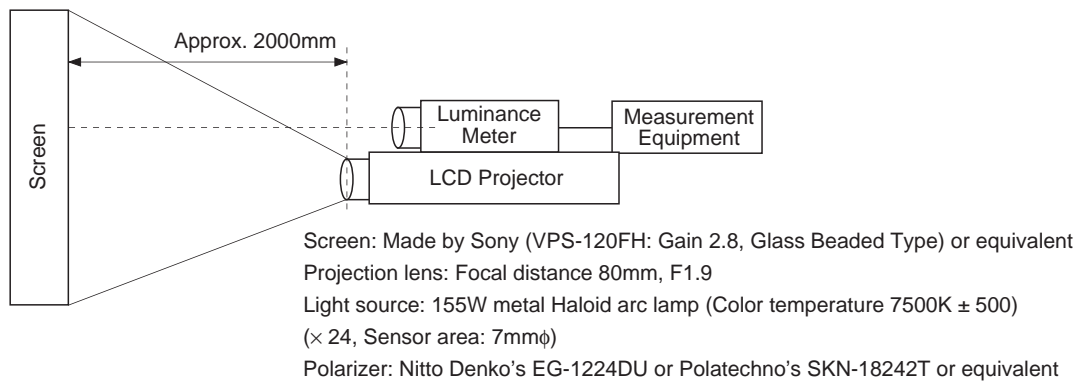 Approx. 2000mm
Screen
Luminance
Meter
Measurement
Equipment
LCD Projector
Screen: Made by Sony (VPS-120FH: Gain 2.8, Glass Beaded Type) or equivalent
Projection lens: Focal distance 80mm, F1.9
Light source: 155W metal Haloid arc lamp (Color temperature 7500K ± 500)
(× 24, Sensor area: 7mmϕ)
Polarizer: Nitto Denko's EG-1224DU or Polatechno's SKN-18242T or equivalent